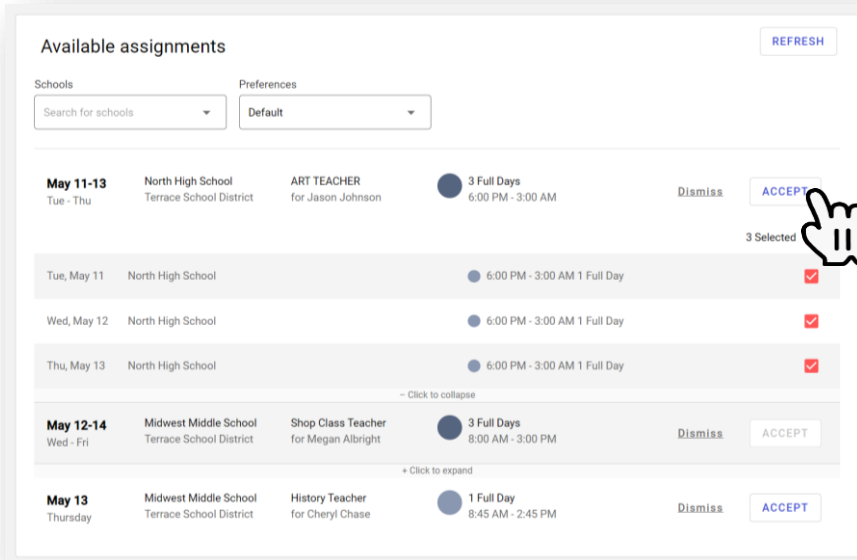 Available assignments
REFRESH
Schools Preferences
Search for schools Default
May 11-13 North High School ART TEACHER 3 Full Days
Tue - Thu Terrace School District for Jason Johnson 6:00 PM - 3:00 AM Dismiss ACCEPT
3 Selected
Tue, May 11 North High School 6:00 PM - 3:00 AM 1 Full Day
Wed, May 12 North High School 6:00 PM - 3:00 AM 1 Full Day
Thu, May 13 North High School 6:00 PM - 3:00 AM 1 Full Day
– Click to collapse
May 12-14 Midwest Middle School Shop Class Teacher 3 Full Days
Wed - Fri Terrace School District for Megan Albright 8:00 AM - 3:00 PM Dismiss ACCEPT
+ Click to expand
May 13 Midwest Middle School History Teacher 1 Full Day
Thursday Terrace School District for Cheryl Chase 8:45 AM - 2:45 PM Dismiss ACCEPT